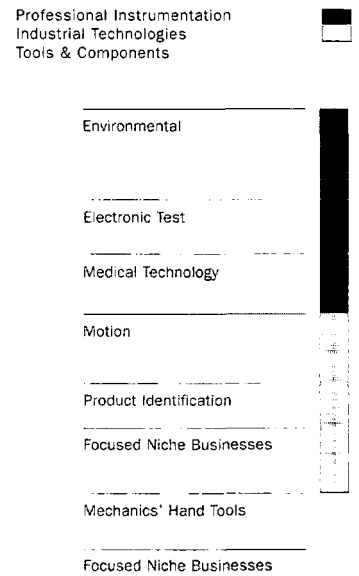 Professional Instrumentation
Industrial Technologies
Tools & Components
Environmental
Electronic Test
Medical Technology
Motion
Product Identification
Focused Niche Businesses
Mechanics' Hand Tools
Focused Niche Businesses